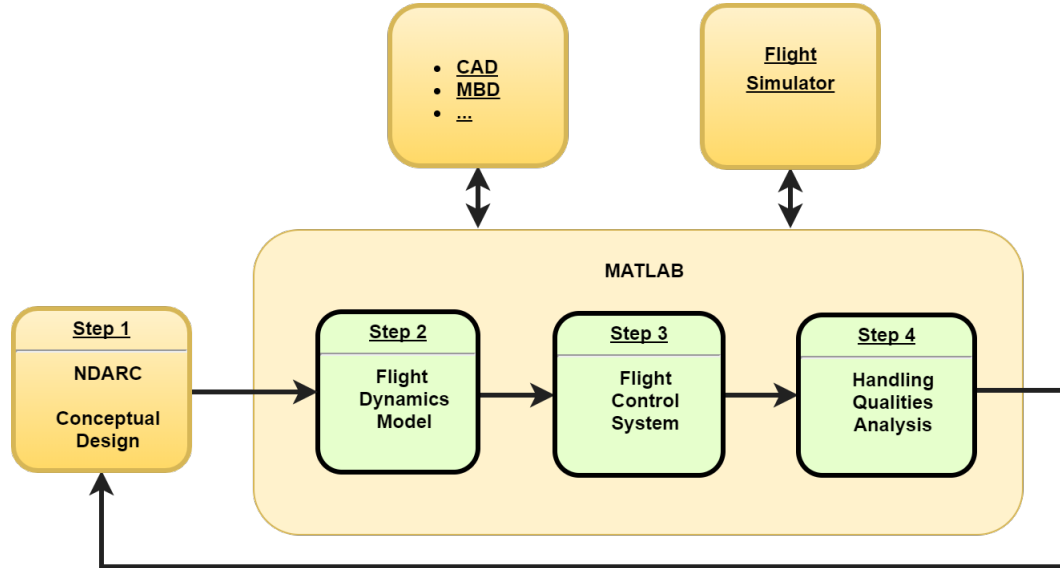 CAD
MBD
...
Flight
Simulator
MATLAB
Step 1
NDARC
Conceptual
Design
Step 2
Flight
Dynamics
Model
Step 3
Flight
Control
System
Step 4
Handling
Qualities
Analysis